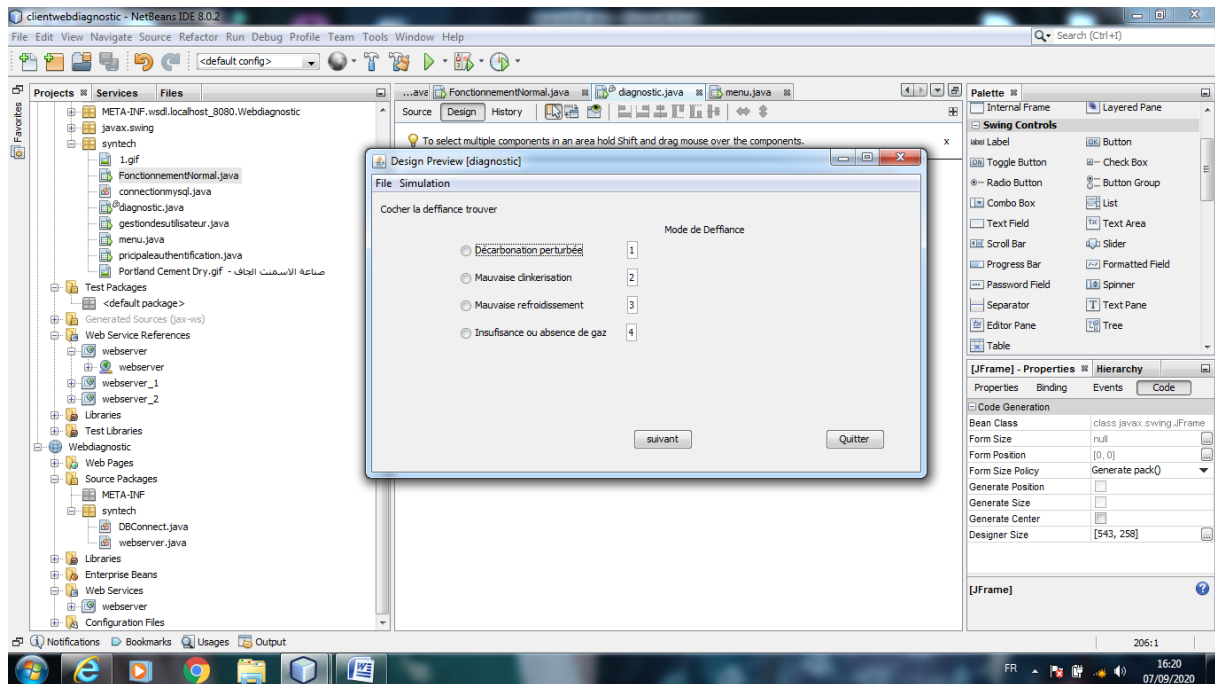 clientwebdiagnostic - NetBeans IDE 8.0.2
File Edit View Navigate Source Refactor Run Debug Profile Team Tools Window Help
Search (Ctrl+I)
<default config>
Projects Services Files
Favorites
META-INF.wsdl.localhost_8080.Webdiagnostic
javax.swing
syntech
1.gif
FonctionnementNormal.java
connectionmysql.java
diagnostic.java
gestiondesutilisateur.java
menu.java
pricipaleauthentification.java
صناعة الاسمنت الجاف - Portland Cement Dry.gif
Test Packages
<default package>
Generated Sources (jax-ws)
Web Service References
webserver
webserver
webserver_1
webserver_2
Libraries
Test Libraries
Webdiagnostic
Web Pages
Source Packages
META-INF
syntech
DBConnect.java
webserver.java
Libraries
Enterprise Beans
Web Services
webserver
Configuration Files
...ava FonctionnementNormal.java diagnostic.java menu.java
Source Design History
To select multiple components in an area hold Shift and drag mouse over the components. x
Design Preview [diagnostic]
File Simulation
Cocher la deffiance trouver
Mode de Deffiance
Décarbonation perturbée 1
Mauvaise clinkerisation 2
Mauvaise refroidissement 3
Insufisance ou absence de gaz 4
suivant Quitter
Palette
Internal Frame Layered Pane
Swing Controls
label Label OK Button
ON Toggle Button Check Box
Radio Button Button Group
Combo Box List
Text Field Text Area
Scroll Bar Slider
Progress Bar Formatted Field
Password Field Spinner
Separator Text Pane
Editor Pane Tree
Table
[JFrame] - Properties Hierarchy
Properties Binding Events Code
Code Generation
Bean Class class javax.swing.JFrame
Form Size null
Form Position [0, 0]
Form Size Policy Generate pack()
Generate Position
Generate Size
Generate Center
Designer Size [543, 258]
[JFrame]
Notifications Bookmarks Usages Output
206:1
FR
16:20
07/09/2020